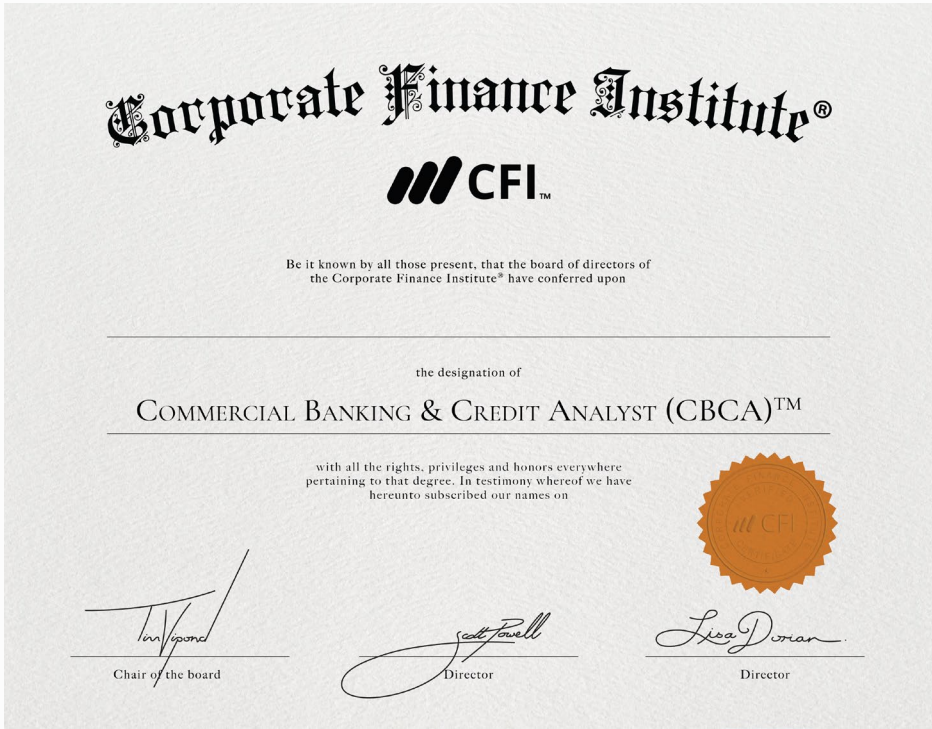 Corporate Finance Institute®
CFI™
Be it known by all those present, that the board of directors of
the Corporate Finance Institute® have conferred upon
the designation of
Commercial Banking & Credit Analyst (CBCA)™
with all the rights, privileges and honors everywhere
pertaining to that degree. In testimony whereof we have
hereunto subscribed our names on
CFI
Tim Vipond
Scott Powell
Lisa Dorian
Chair of the board
Director
Director